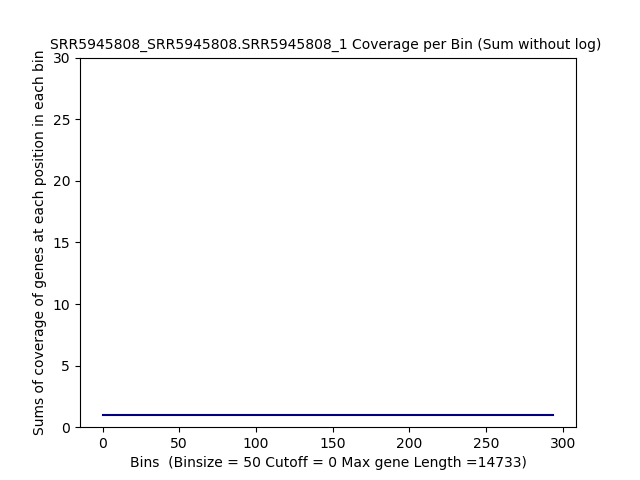 SRR5945808_SRR5945808.SRR5945808_1 Coverage per Bin (Sum without log)
Sums of coverage of genes at each position in each bin
30
25
20
15
10
5
0
0 50 100 150 200 250 300
Bins  (Binsize = 50 Cutoff = 0 Max gene Length =14733)